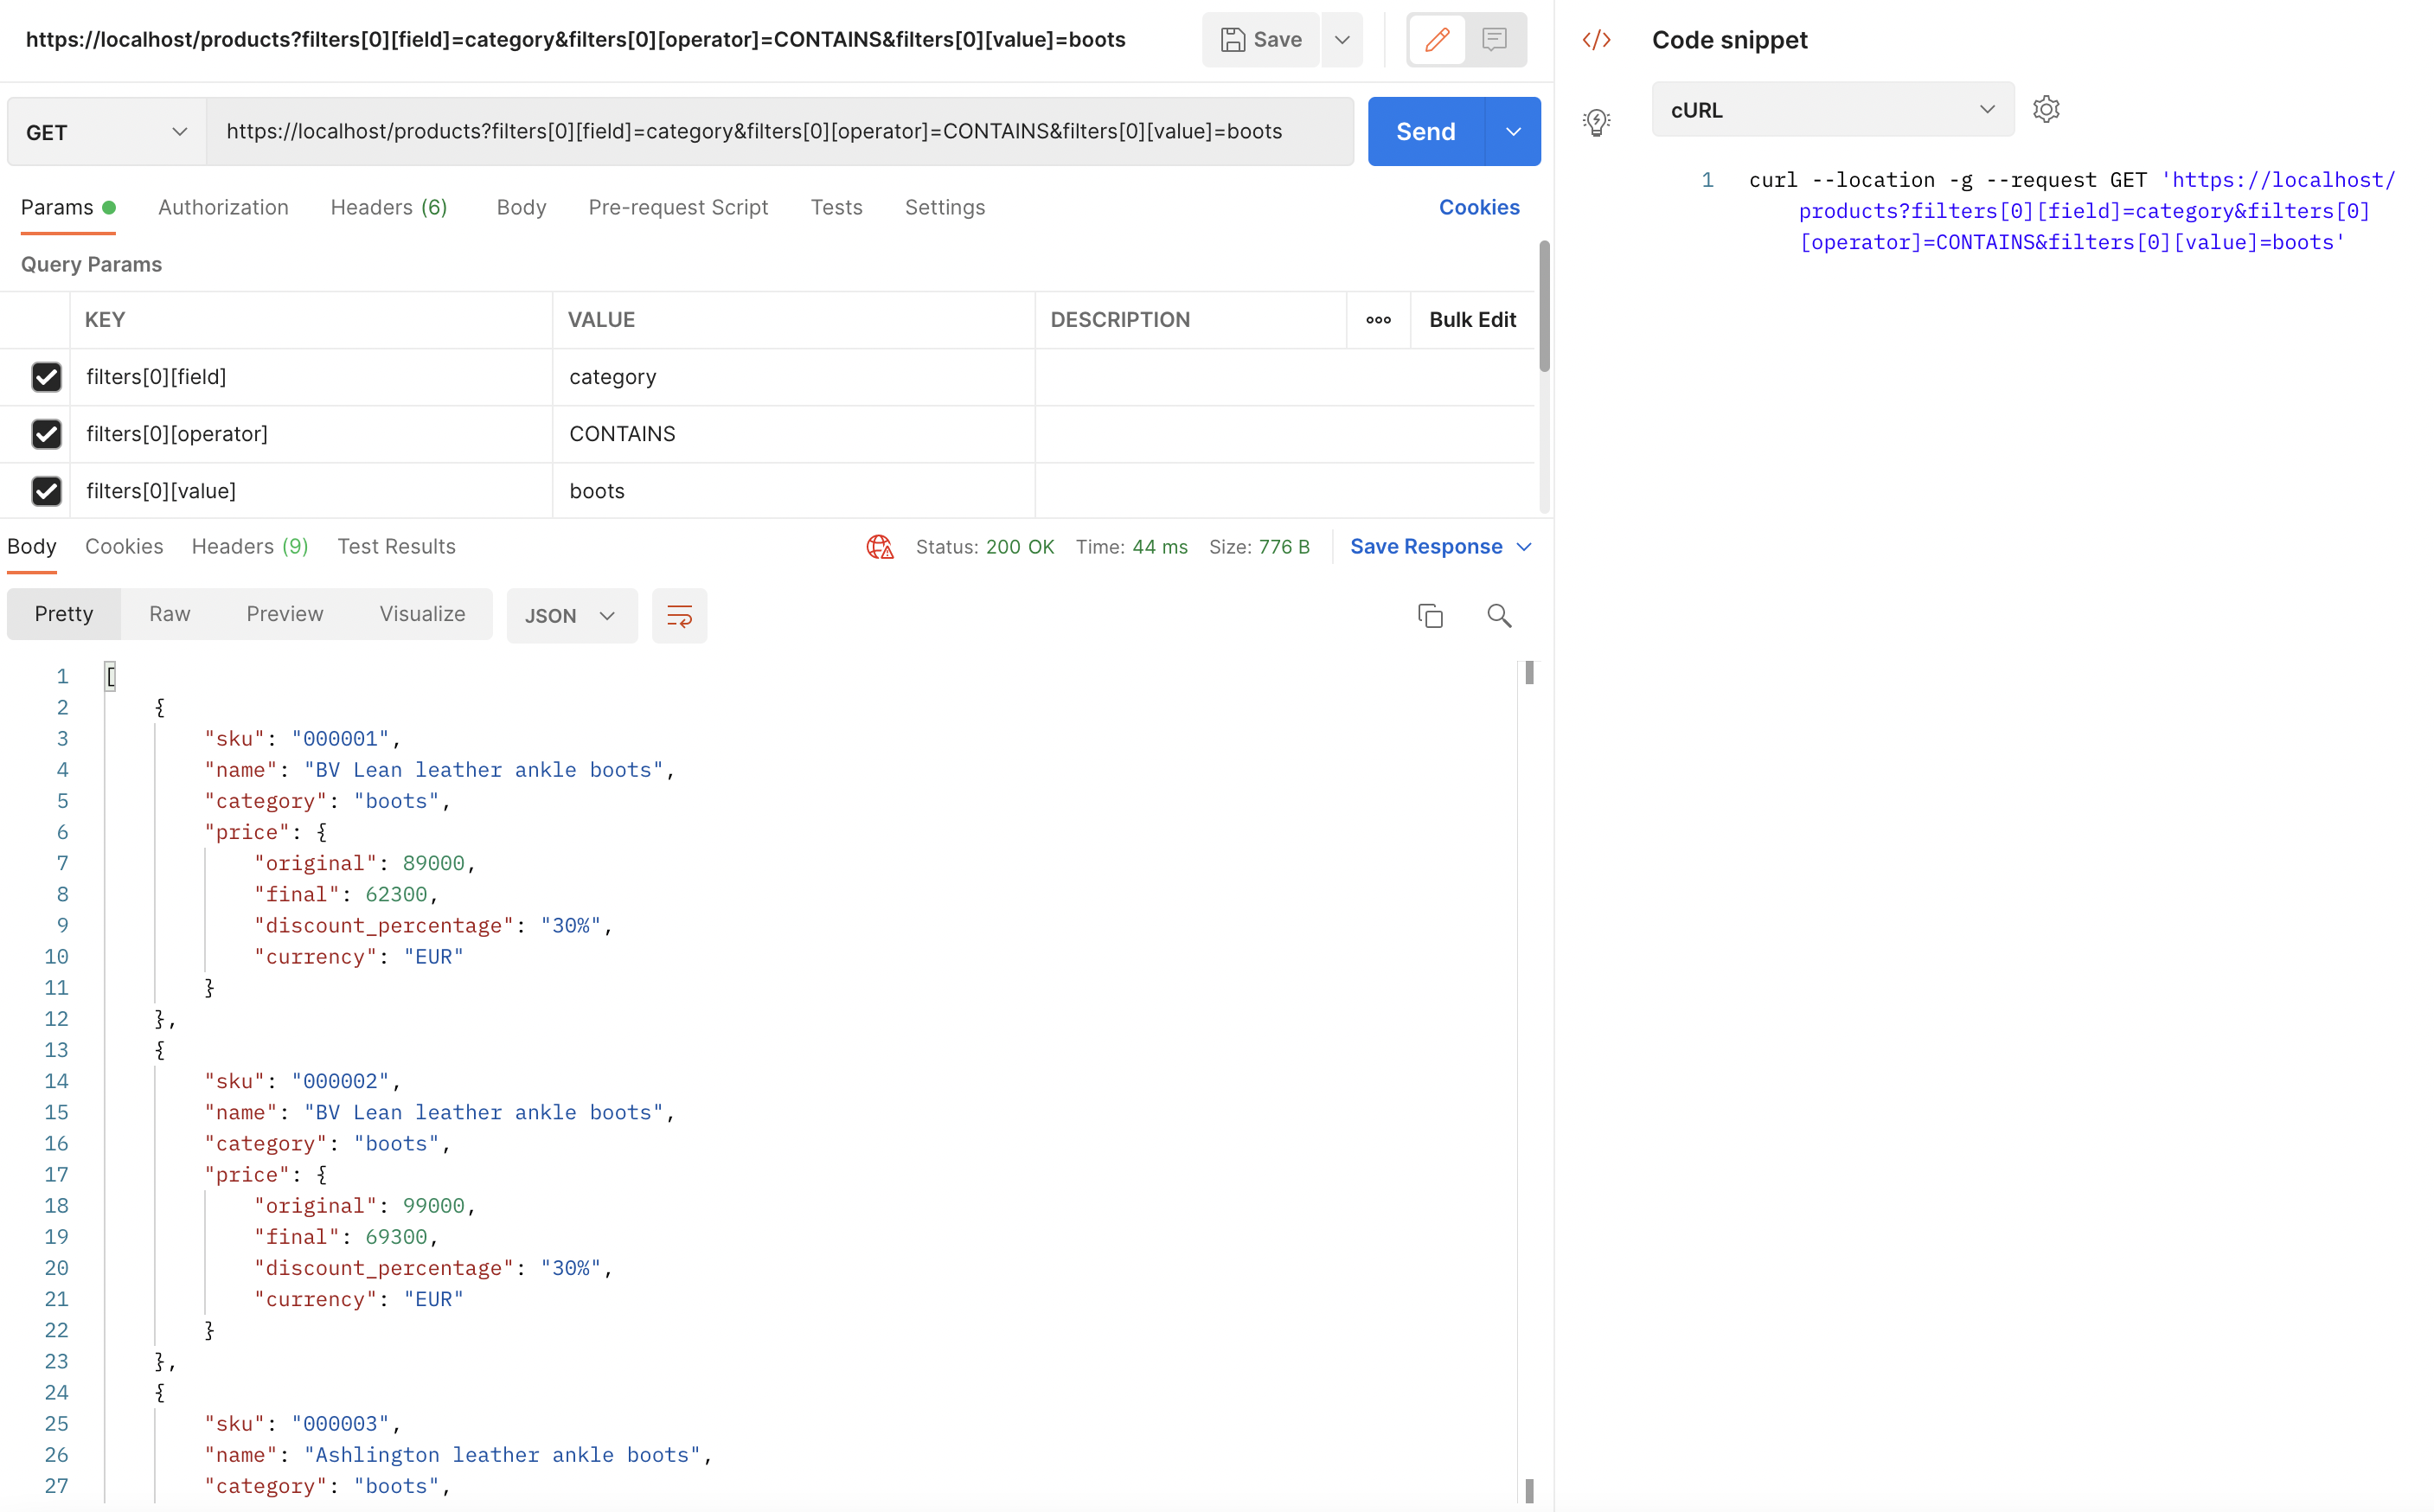 https://localhost/products?filters[0][field]=category&filters[0][operator]=CONTAINS&filters[0][value]=boots
Save
GET
https://localhost/products?filters[0][field]=category&filters[0][operator]=CONTAINS&filters[0][value]=boots
Send
Params
Authorization
Headers (6)
Body
Pre-request Script
Tests
Settings
Cookies
Query Params
KEY
VALUE
DESCRIPTION
Bulk Edit
filters[0][field]
category
filters[0][operator]
CONTAINS
filters[0][value]
boots
Body
Cookies
Headers (9)
Test Results
Status: 200 OK
Time: 44 ms
Size: 776 B
Save Response
Pretty
Raw
Preview
Visualize
JSON
1 [
2 {
3 "sku": "000001",
4 "name": "BV Lean leather ankle boots",
5 "category": "boots",
6 "price": {
7 "original": 89000,
8 "final": 62300,
9 "discount_percentage": "30%",
10 "currency": "EUR"
11 }
12 },
13 {
14 "sku": "000002",
15 "name": "BV Lean leather ankle boots",
16 "category": "boots",
17 "price": {
18 "original": 99000,
19 "final": 69300,
20 "discount_percentage": "30%",
21 "currency": "EUR"
22 }
23 },
24 {
25 "sku": "000003",
26 "name": "Ashlington leather ankle boots",
27 "category": "boots",
</> Code snippet
cURL
1 curl --location -g --request GET 'https://localhost/
products?filters[0][field]=category&filters[0]
[operator]=CONTAINS&filters[0][value]=boots'